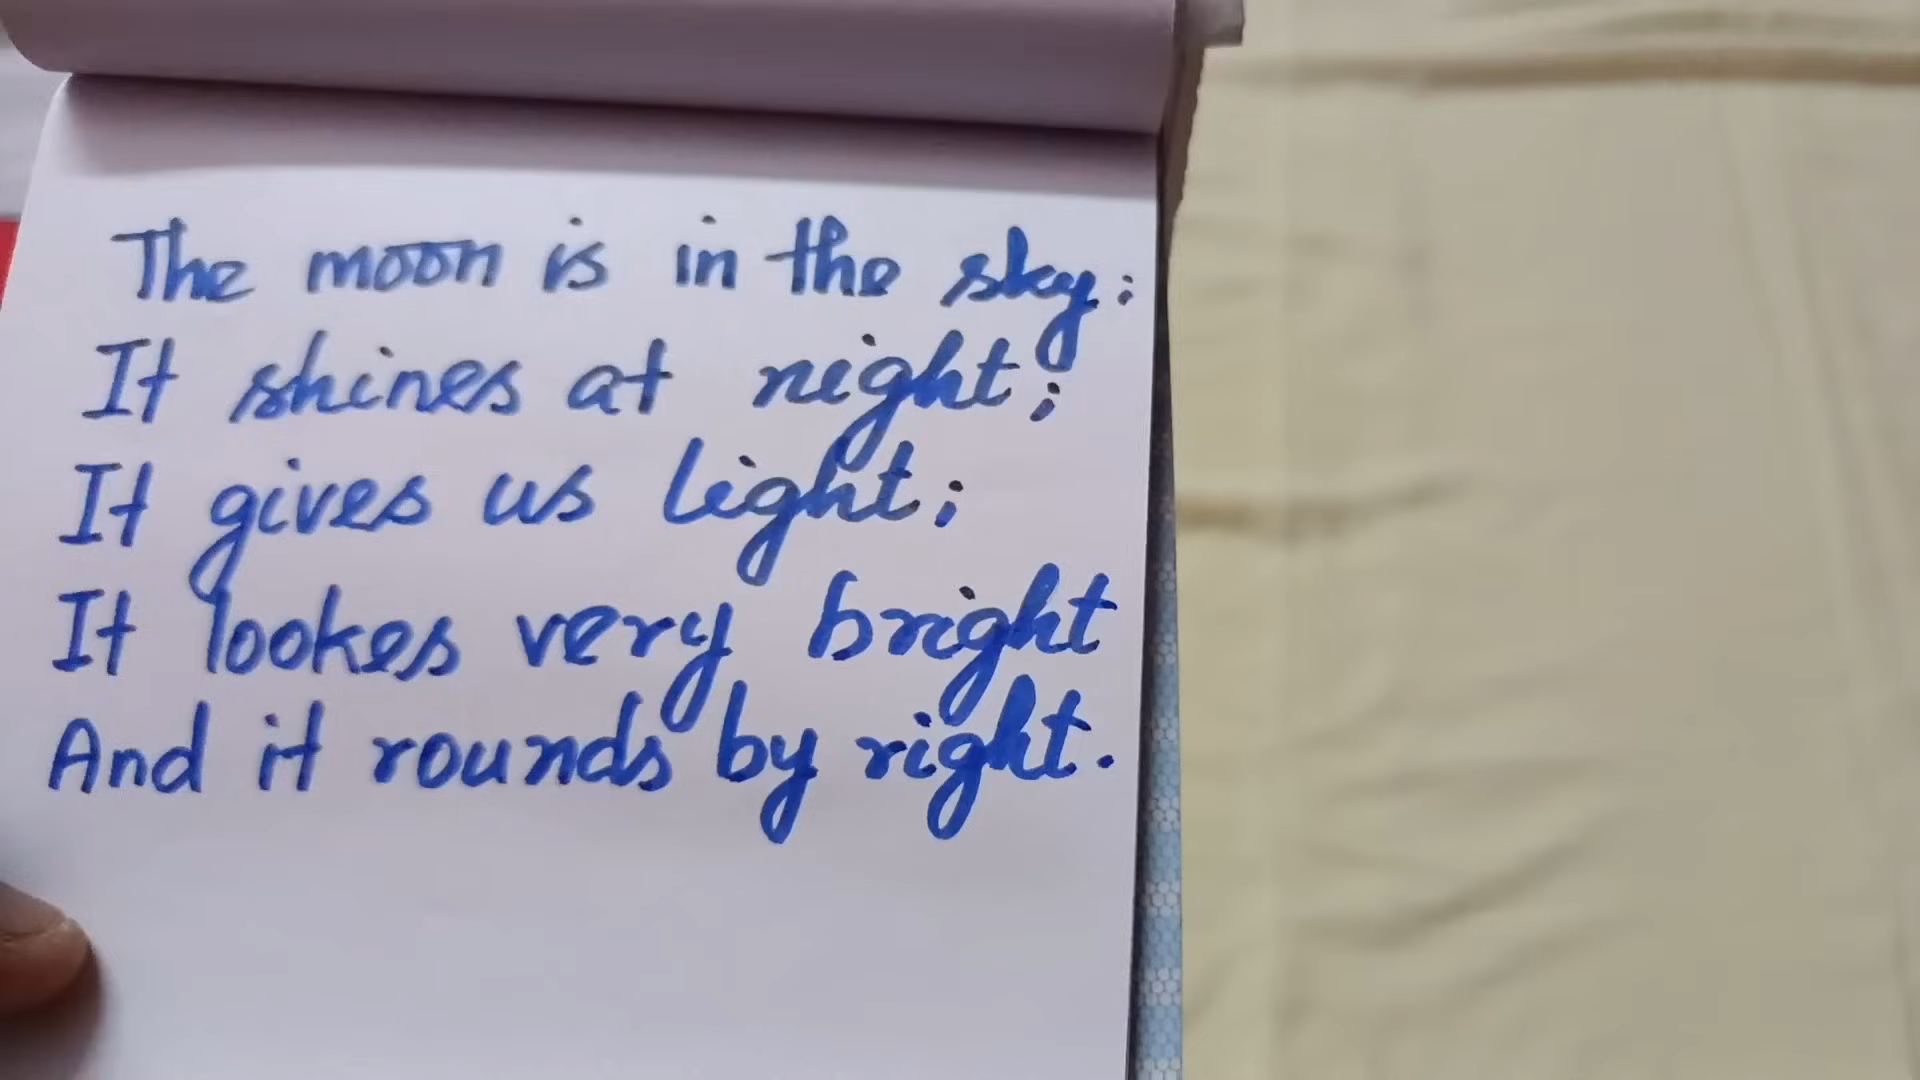 The moon is in the sky;
It shines at night;
It gives us light;
It lookes very bright
And it rounds by right.